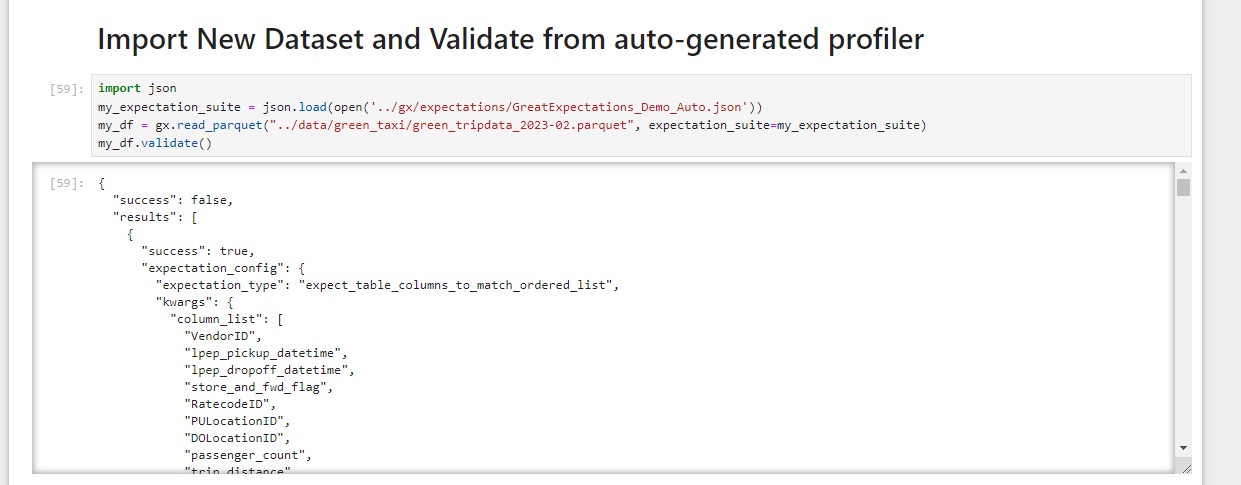 Import New Dataset and Validate from auto-generated profiler
[59]: import json
my_expectation_suite = json.load(open('../gx/expectations/GreatExpectations_Demo_Auto.json'))
my_df = gx.read_parquet("../data/green_taxi/green_tripdata_2023-02.parquet", expectation_suite=my_expectation_suite)
my_df.validate()
[59]: {
"success": false,
"results": [
{
"success": true,
"expectation_config": {
"expectation_type": "expect_table_columns_to_match_ordered_list",
"kwargs": {
"column_list": [
"VendorID",
"lpep_pickup_datetime",
"lpep_dropoff_datetime",
"store_and_fwd_flag",
"RatecodeID",
"PULocationID",
"DOLocationID",
"passenger_count",
"trip_distance"